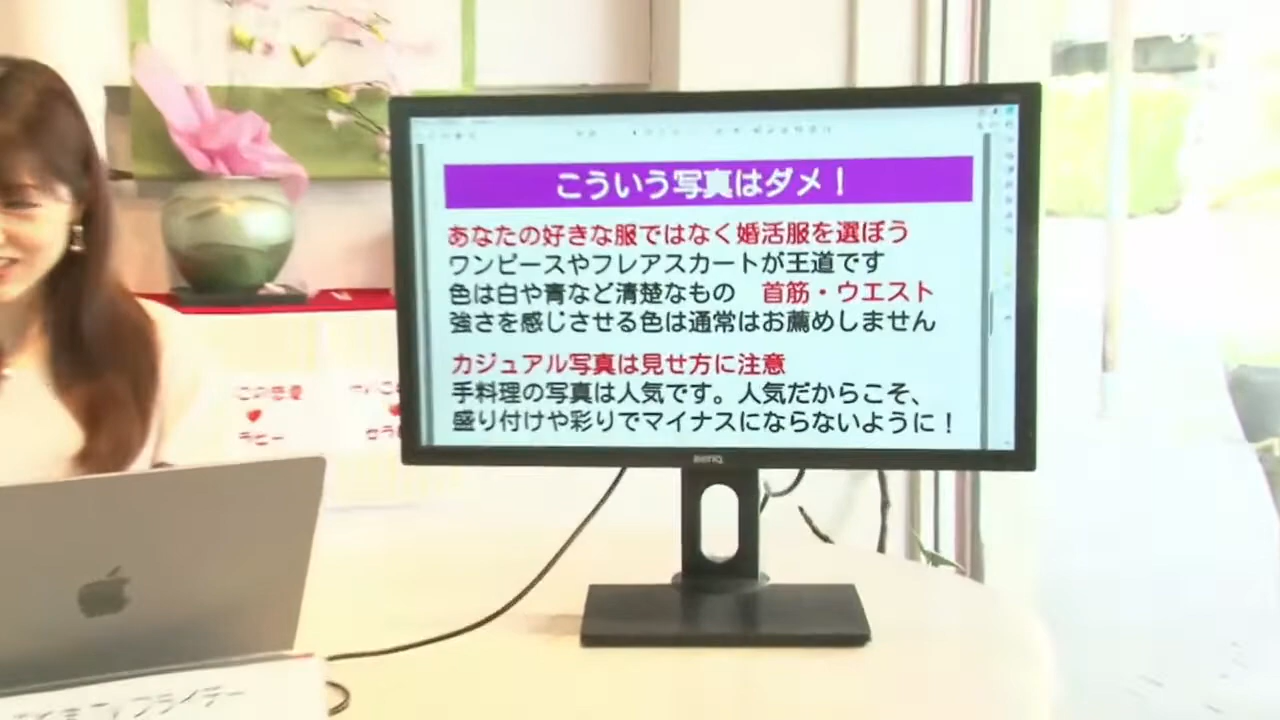 こういう写真はダメ！
あなたの好きな服ではなく婚活服を選ぼう
ワンピースやフレアスカートが王道です
色は白や青など清楚なもの　首筋・ウエスト
強さを感じさせる色は通常はお薦めしません
カジュアル写真は見せ方に注意
手料理の写真は人気です。人気だからこそ、
盛り付けや彩りでマイナスにならないように！
BenQ